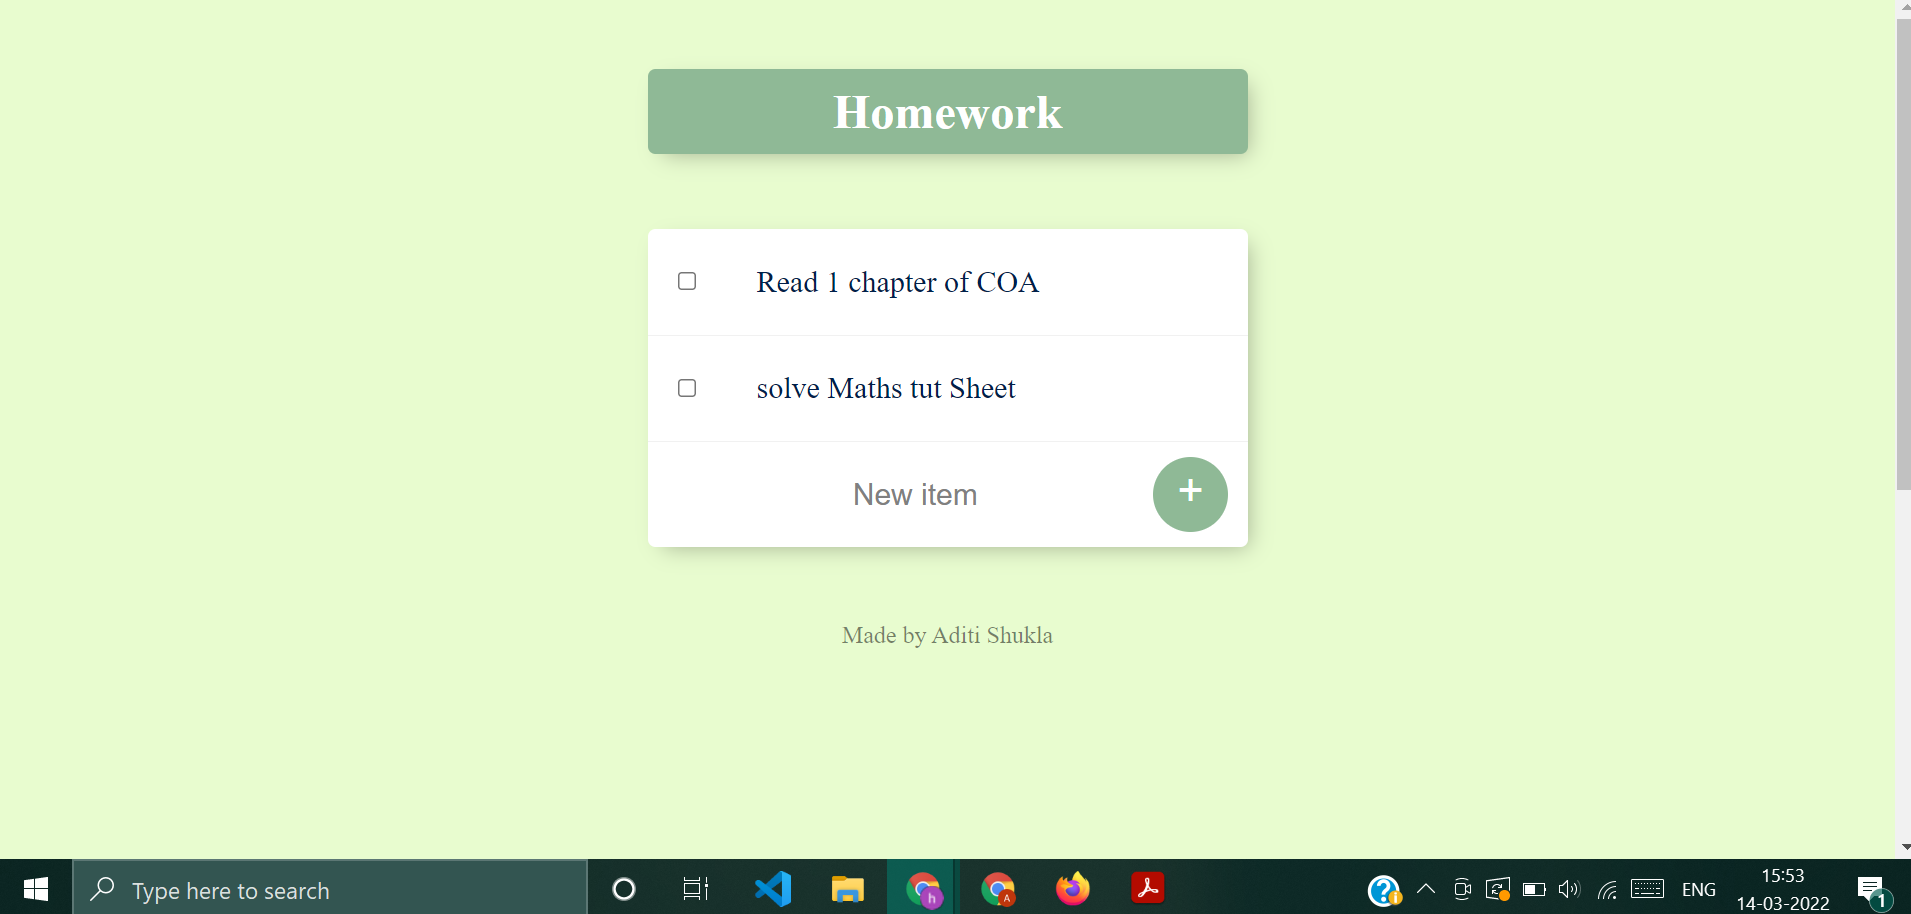 Homework
Read 1 chapter of COA
solve Maths tut Sheet
New item
+
Made by Aditi Shukla
Type here to search
h
A
ENG
15:53
14-03-2022
1